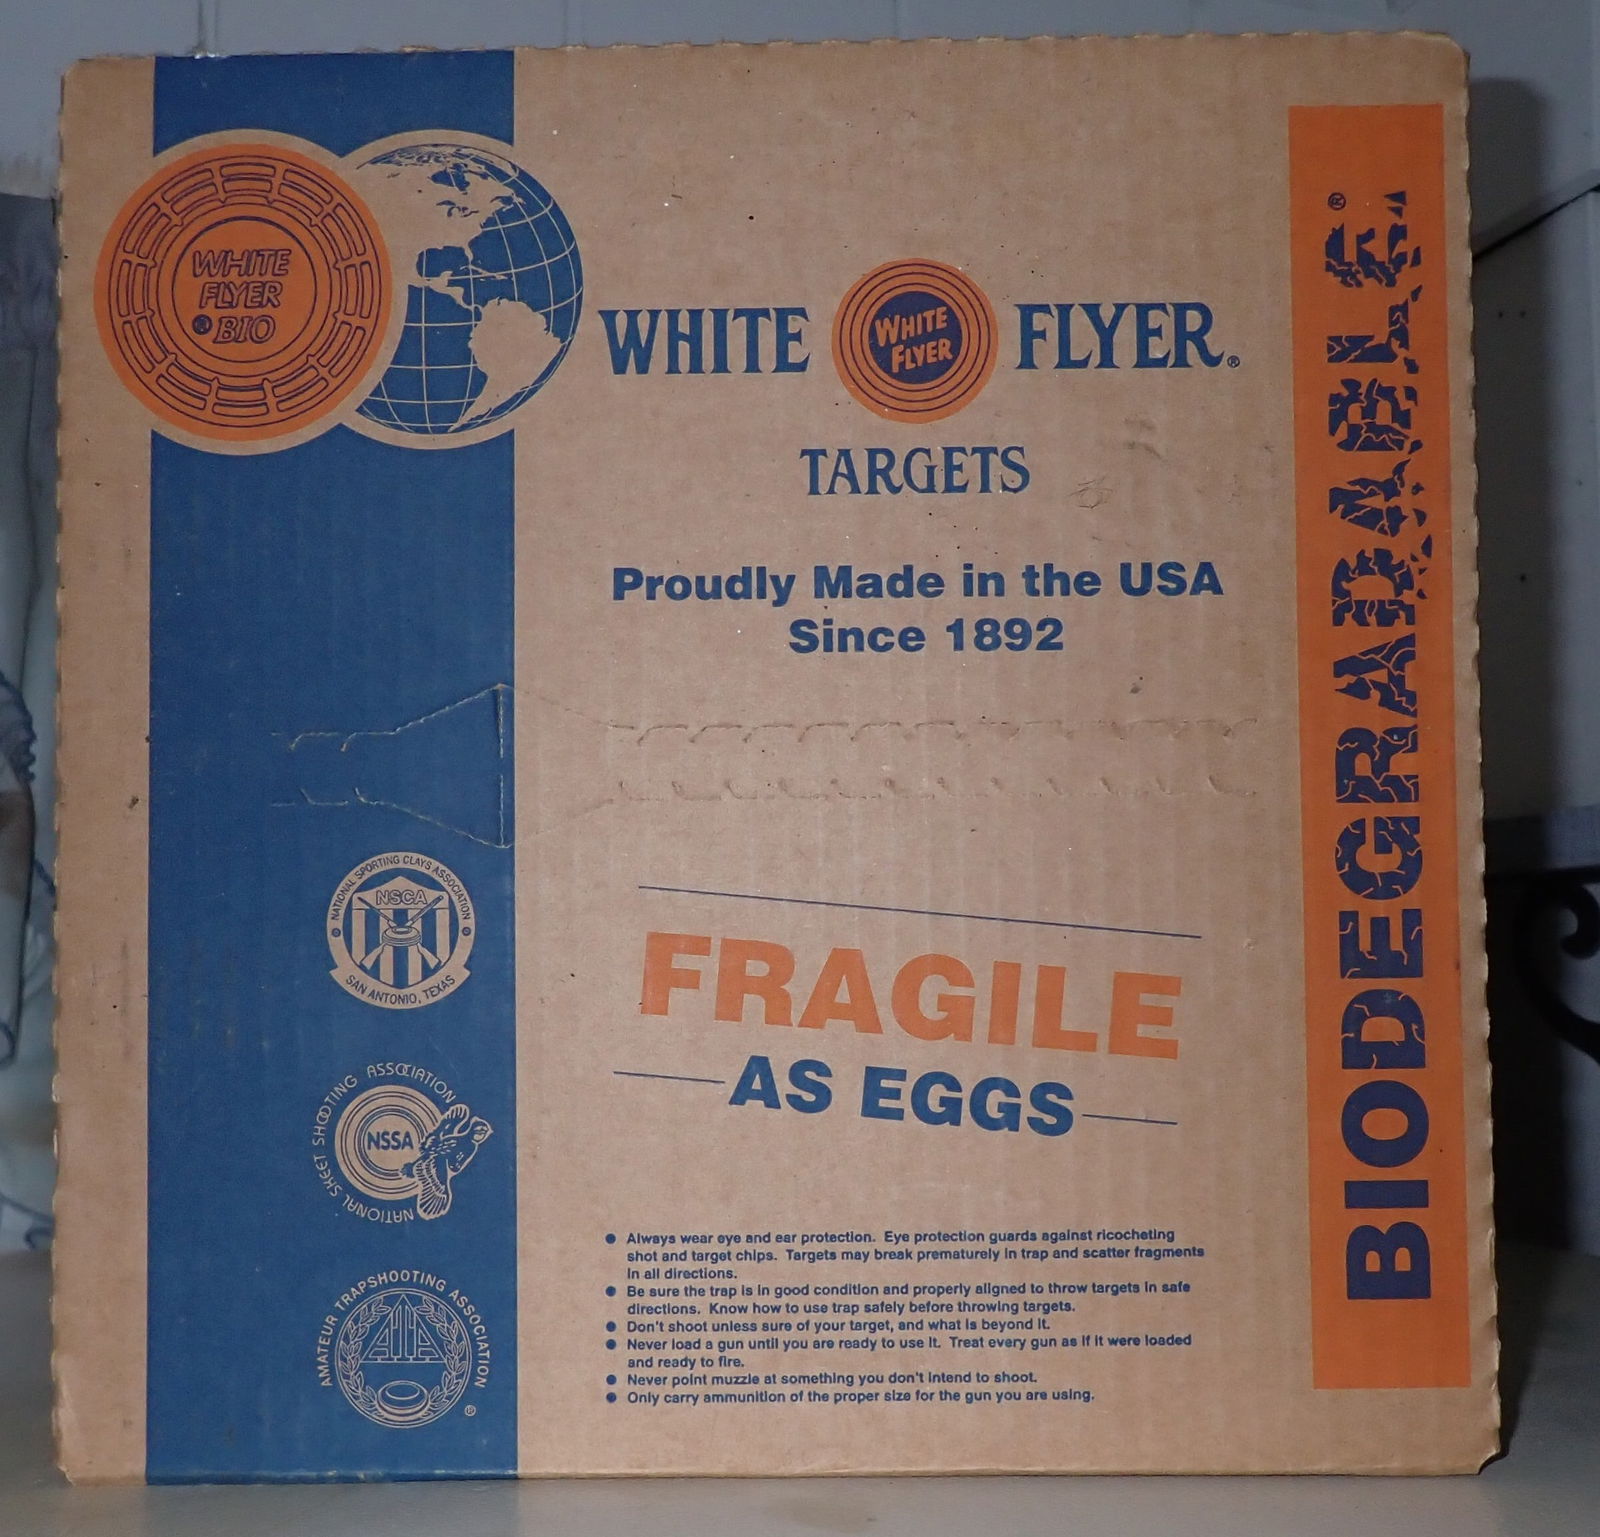 WHITE
FLYER
® BIO
WHITE WHITE FLYER FLYER®
TARGETS
Proudly Made in the USA
Since 1892
NATIONAL SPORTING CLAYS ASSOCIATION
NSCA
SAN ANTONIO, TEXAS
FRAGILE
AS EGGS
NATIONAL SKEET SHOOTING ASSOCIATION
NSSA
AMATEUR TRAPSHOOTING ASSOCIATION
ATA
®
● Always wear eye and ear protection. Eye protection guards against ricocheting
shot and target chips. Targets may break prematurely in trap and scatter fragments
in all directions.
● Be sure the trap is in good condition and properly aligned to throw targets in safe
directions. Know how to use trap safely before throwing targets.
● Don't shoot unless sure of your target, and what is beyond it.
● Never load a gun until you are ready to use it. Treat every gun as if it were loaded
and ready to fire.
● Never point muzzle at something you don't intend to shoot.
● Only carry ammunition of the proper size for the gun you are using.
BIODEGRADABLE®